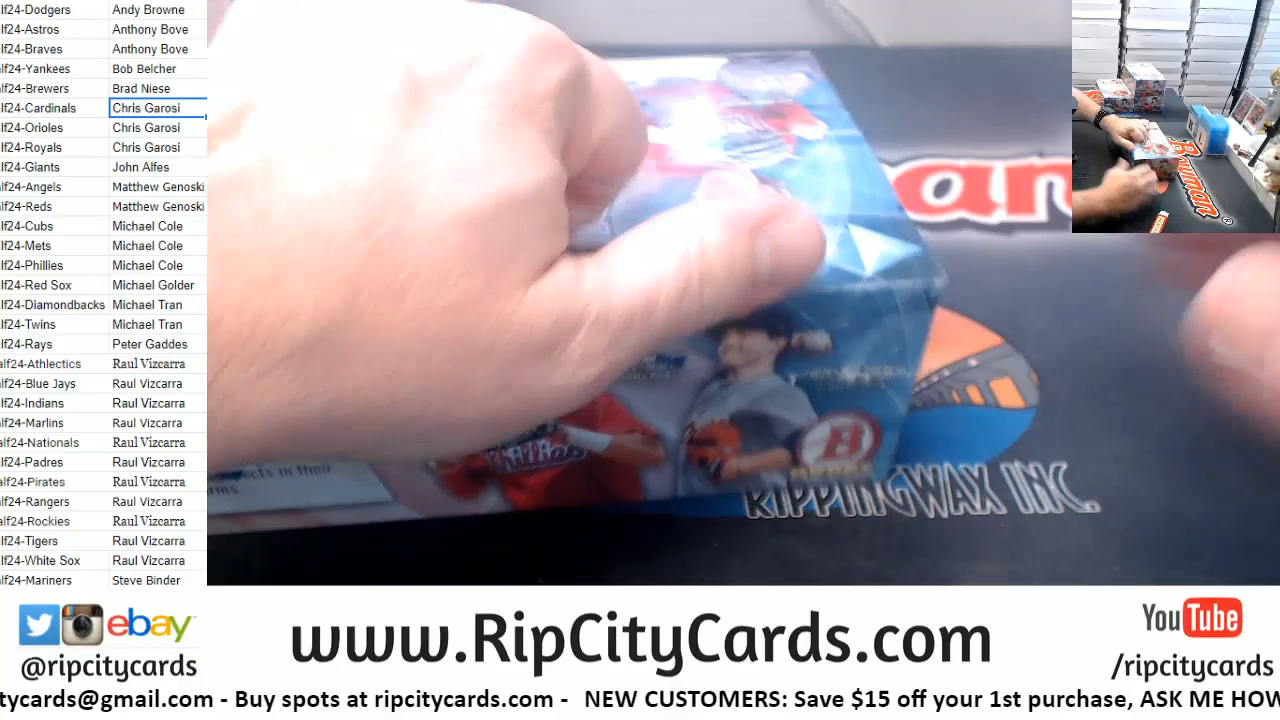 lf24-Dodgers Andy Browne
lf24-Astros Anthony Bove
lf24-Braves Anthony Bove
lf24-Yankees Bob Belcher
lf24-Brewers Brad Niese
lf24-Cardinals Chris Garosi
lf24-Orioles Chris Garosi
lf24-Royals Chris Garosi
lf24-Giants John Alfes
lf24-Angels Matthew Genoski
lf24-Reds Matthew Genoski
lf24-Cubs Michael Cole
lf24-Mets Michael Cole
lf24-Phillies Michael Cole
lf24-Red Sox Michael Golder
lf24-Diamondbacks Michael Tran
lf24-Twins Michael Tran
lf24-Rays Peter Gaddes
alf24-Athlectics Raul Vizcarra
lf24-Blue Jays Raul Vizcarra
lf24-Indians Raul Vizcarra
lf24-Marlins Raul Vizcarra
alf24-Nationals Raul Vizcarra
lf24-Padres Raul Vizcarra
alf24-Pirates Raul Vizcarra
lf24-Rangers Raul Vizcarra
alf24-Rockies Raul Vizcarra
lf24-Tigers Raul Vizcarra
lf24-White Sox Raul Vizcarra
lf24-Mariners Steve Binder
an
Bowman
®
Phillies
B
in their
RIPPINGWAX INC.
ebay
@ripcitycards
www.RipCityCards.com
YouTube
/ripcitycards
tycards@gmail.com - Buy spots at ripcitycards.com - NEW CUSTOMERS: Save $15 off your 1st purchase, ASK ME HOW